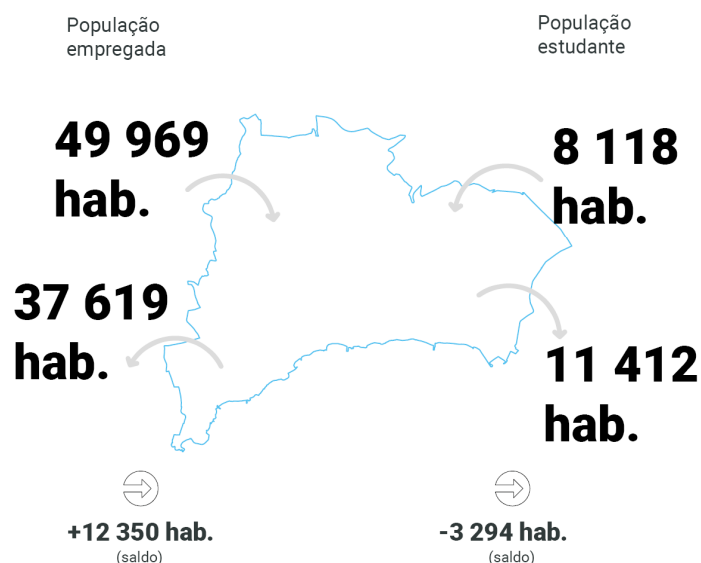 População
empregada
População
estudante
49 969
hab.
8 118
hab.
37 619
hab.
11 412
hab.
+12 350 hab.
(saldo)
-3 294 hab.
(saldo)